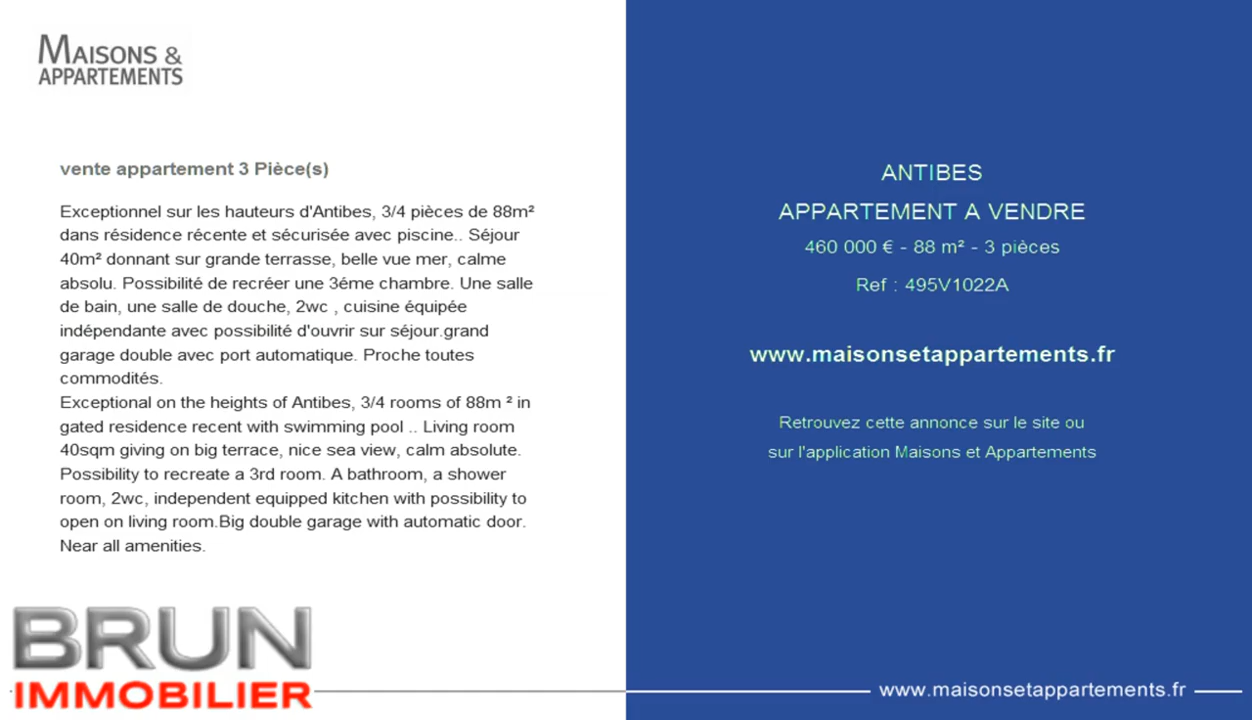 MAISONS &
APPARTEMENTS
vente appartement 3 Pièce(s)
Exceptionnel sur les hauteurs d'Antibes, 3/4 pièces de 88m²
dans résidence récente et sécurisée avec piscine.. Séjour
40m² donnant sur grande terrasse, belle vue mer, calme
absolu. Possibilité de recréer une 3éme chambre. Une salle
de bain, une salle de douche, 2wc , cuisine équipée
indépendante avec possibilité d'ouvrir sur séjour.grand
garage double avec port automatique. Proche toutes
commodités.
Exceptional on the heights of Antibes, 3/4 rooms of 88m ² in
gated residence recent with swimming pool .. Living room
40sqm giving on big terrace, nice sea view, calm absolute.
Possibility to recreate a 3rd room. A bathroom, a shower
room, 2wc, independent equipped kitchen with possibility to
open on living room.Big double garage with automatic door.
Near all amenities.
BRUN
IMMOBILIER
ANTIBES
APPARTEMENT A VENDRE
460 000 € - 88 m² - 3 pièces
Ref : 495V1022A
www.maisonsetappartements.fr
Retrouvez cette annonce sur le site ou
sur l'application Maisons et Appartements
www.maisonsetappartements.fr